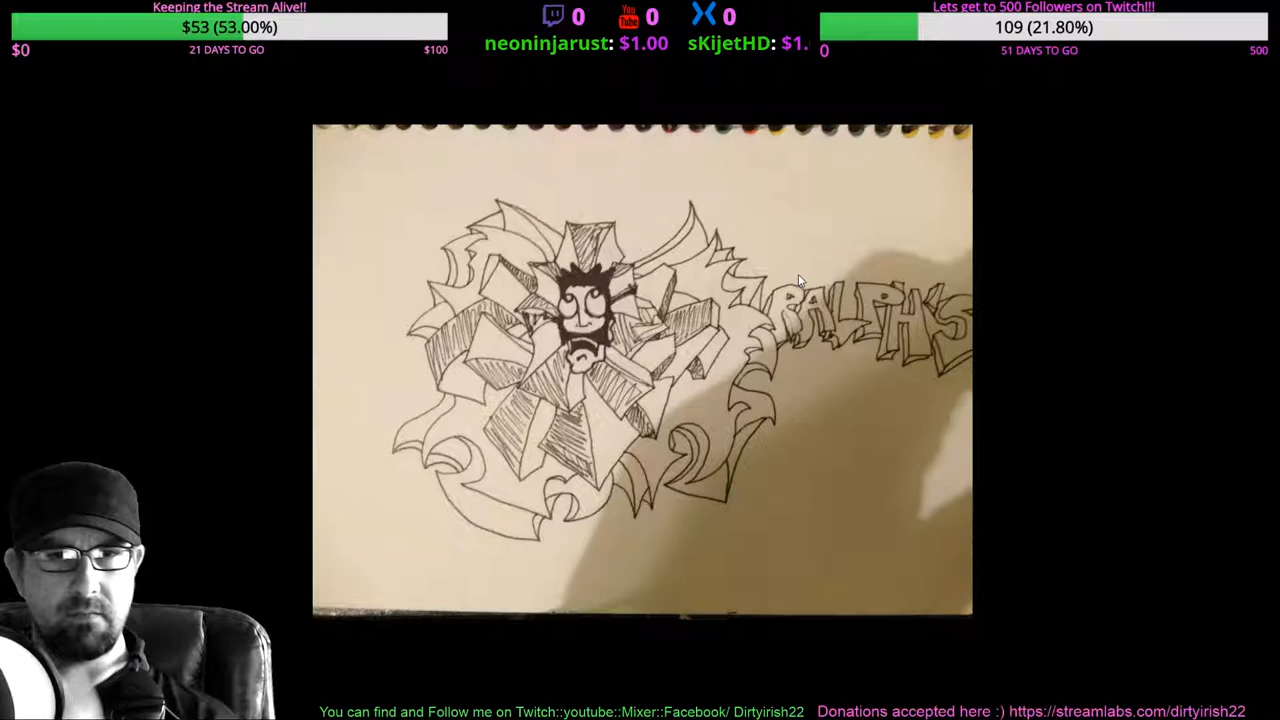 Keeping the Stream Alive!!
$53 (53.00%)
$0
21 DAYS TO GO
$100
0
You Tube
0
0
neoninjarust: $1.00 sKijetHD: $1.
Lets get to 500 Followers on Twitch!!!
109 (21.80%)
0
51 DAYS TO GO
500
RALPH'S
You can find and Follow me on Twitch::youtube::Mixer::Facebook/ Dirtyirish22
Donations accepted here :) https://streamlabs.com/dirtyirish22